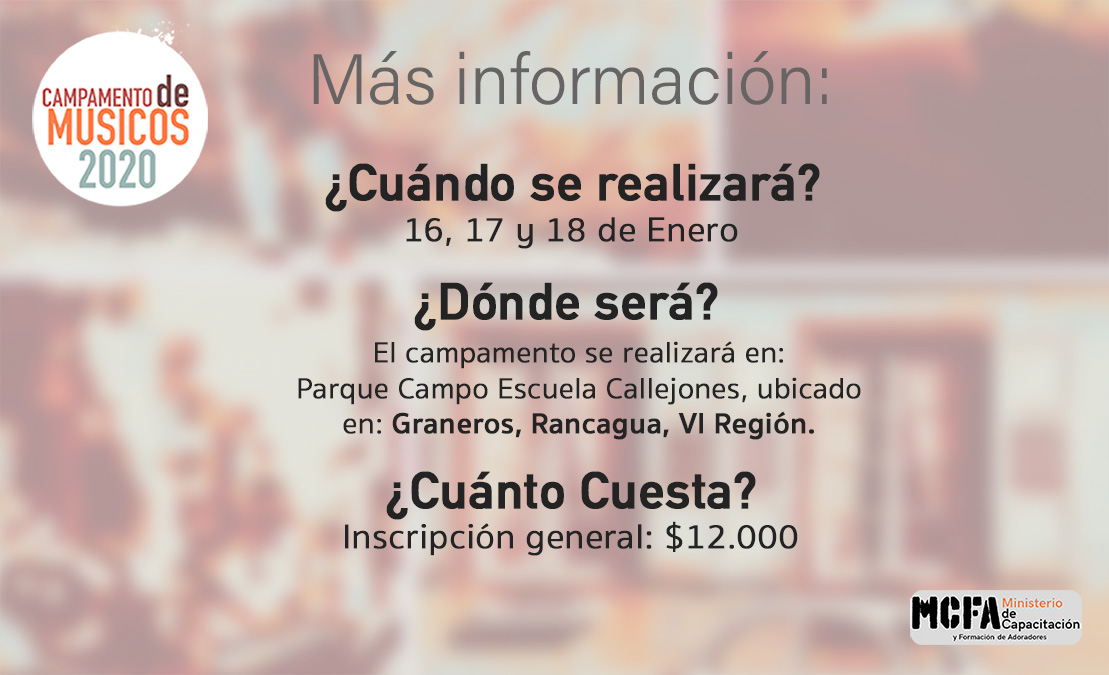 CAMPAMENTO de
MUSICOS
2020
Más información:
¿Cuándo se realizará?
16, 17 y 18 de Enero
¿Dónde será?
El campamento se realizará en:
Parque Campo Escuela Callejones, ubicado
en: Graneros, Rancagua, VI Región.
¿Cuánto Cuesta?
Inscripción general: $12.000
MCFA Ministerio
de
Capacitación
y Formación de Adoradores